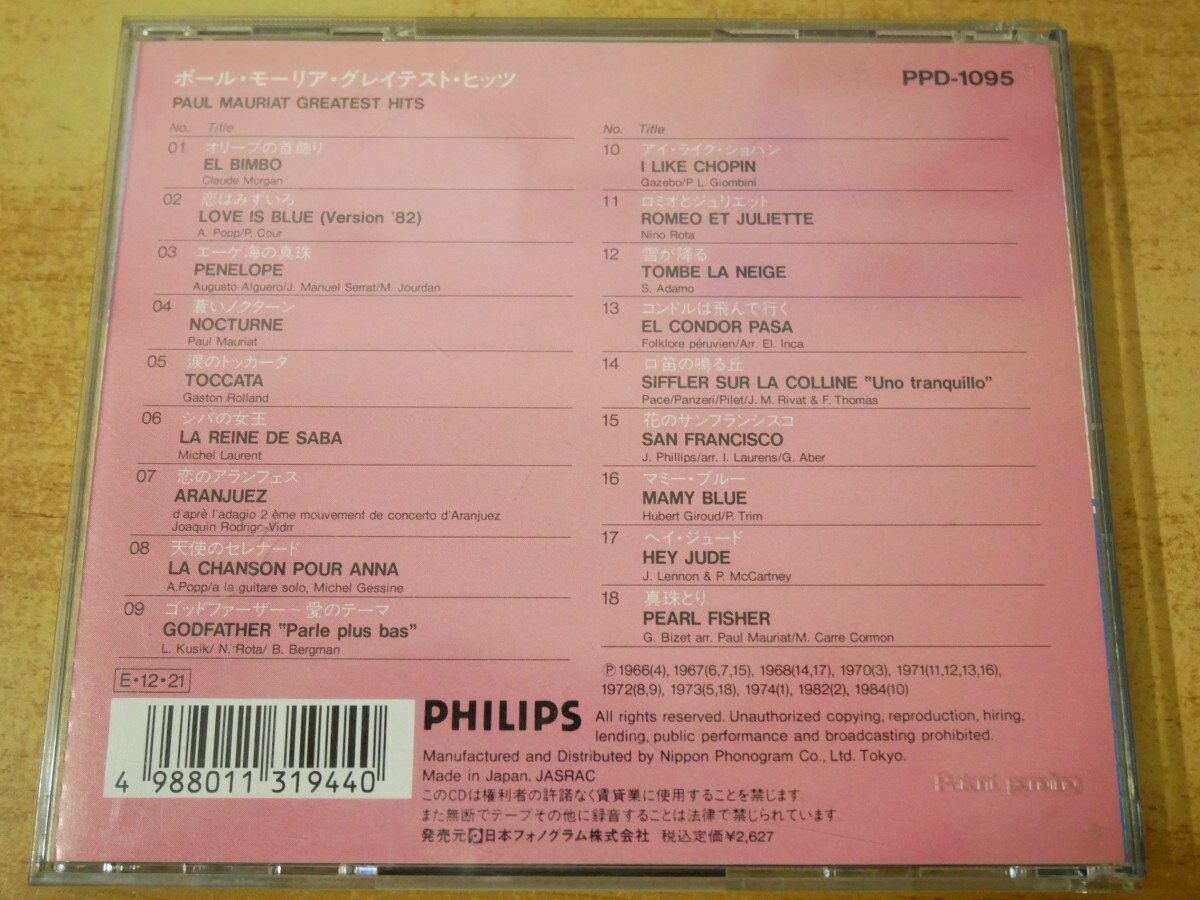 ポール・モーリア・グレイテスト・ヒッツ
PAUL MAURIAT GREATEST HITS
PPD-1095
No. Title
01 オリーブの首飾り
EL BIMBO
Claude Morgan
02 恋はみずいろ
LOVE IS BLUE (Version '82)
A. Popp/P. Cour
03 エーゲ海の真珠
PENELOPE
Augusto Alguero/J. Manuel Serrat/M. Jourdan
04 蒼いノクターン
NOCTURNE
Paul Mauriat
05 涙のトッカータ
TOCCATA
Gaston Rolland
06 シバの女王
LA REINE DE SABA
Michel Laurent
07 恋のアランフェス
ARANJUEZ
d'aprè l'adagio 2 ème mouvement de concerto d'Aranjuez
Joaquin Rodrigo-Vidrr
08 天使のセレナード
LA CHANSON POUR ANNA
A.Popp/a la guitare solo, Michel Gessine
09 ゴッドファーザー~愛のテーマ
GODFATHER "Parle plus bas"
L. Kusik/ N. Rota/ B. Bergman
No. Title
10 アイ・ライク・ショパン
I LIKE CHOPIN
Gazebo/P. L. Giombini
11 ロミオとジュリエット
ROMEO ET JULIETTE
Nino Rota
12 雪が降る
TOMBE LA NEIGE
S. Adamo
13 コンドルは飛んで行く
EL CONDOR PASA
Folklore péruvien/Arr. El. Inca
14 口笛の鳴る丘
SIFFLER SUR LA COLLINE "Uno tranquillo"
Pace/Panzeri/Pilet/J. M. Rivat & F. Thomas
15 花のサンフランシスコ
SAN FRANCISCO
J. Phillips/arr. I. Laurens/G. Aber
16 マミー・ブルー
MAMY BLUE
Hubert Giroud/P. Trim
17 ヘイ・ジュード
HEY JUDE
J. Lennon & P. McCartney
18 真珠とり
PEARL FISHER
G. Bizet arr. Paul Mauriat/M. Carre Cormon
Ⓟ1966(4), 1967(6,7,15), 1968(14,17), 1970(3), 1971(11,12,13,16),
1972(8,9), 1973(5,18), 1974(1), 1982(2), 1984(10)
E・12・21
4 988011 319440
PHILIPS
All rights reserved. Unauthorized copying, reproduction, hiring,
lending, public performance and broadcasting prohibited.
Manufactured and Distributed by Nippon Phonogram Co., Ltd. Tokyo.
Made in Japan. JASRAC
このCDは権利者の許諾なく賃貸業に使用することを禁じます
また無断でテープその他に録音することは法律で禁じられています.
発売元 日本フォノグラム株式会社 税込定価¥2,627
Patent pending